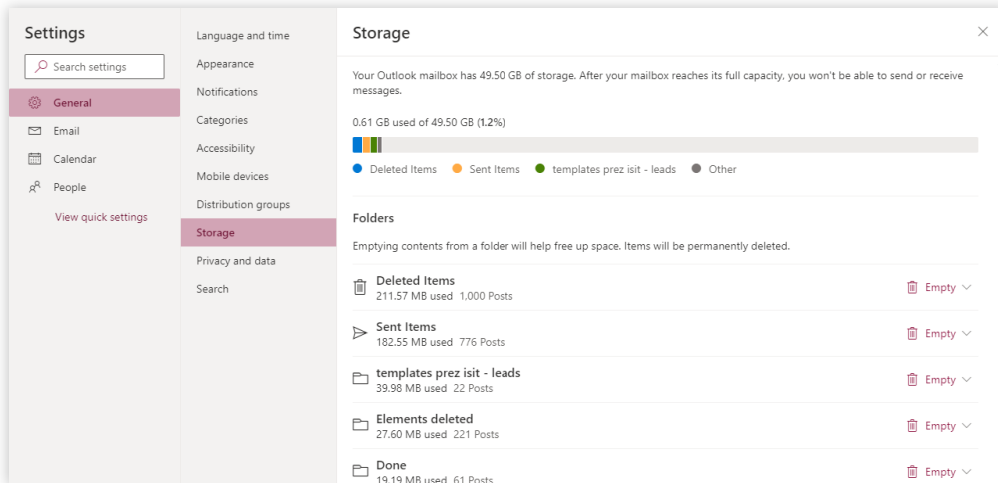 Settings
Search settings
General
Email
Calendar
People
View quick settings
Language and time
Appearance
Notifications
Categories
Accessibility
Mobile devices
Distribution groups
Storage
Privacy and data
Search
Storage
Your Outlook mailbox has 49.50 GB of storage. After your mailbox reaches its full capacity, you won't be able to send or receive
messages.
0.61 GB used of 49.50 GB (1.2%)
Deleted Items Sent Items templates prez isit - leads Other
Folders
Emptying contents from a folder will help free up space. Items will be permanently deleted.
Deleted Items
211.57 MB used 1,000 Posts
Empty
Sent Items
182.55 MB used 776 Posts
Empty
templates prez isit - leads
39.98 MB used 22 Posts
Empty
Elements deleted
27.60 MB used 221 Posts
Empty
Done
19.19 MB used 61 Posts
Empty